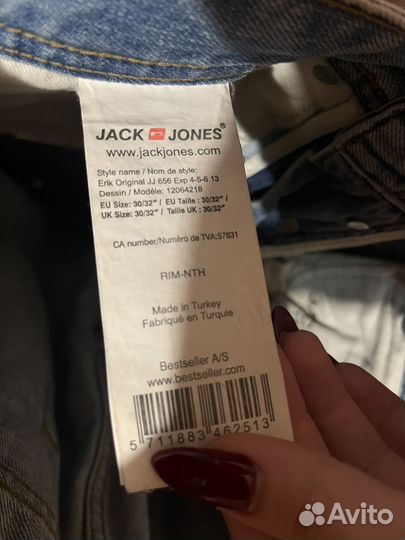 JACK JONES®
www.jackjones.com
Style name / Nom de style:
Erik Original JJ 656 Exp 4-5-6 13
Dessin / Modèle: 12064218
EU Size: 30/32" / EU Taille : 30/32" /
UK Size: 30/32" / Taille UK : 30/32" /
CA number/Numéro de TVA:57831
RIM-NTH
Made in Turkey
Fabriqué en Turquie
Bestseller A/S
www.bestseller.com
5 711883 462513
Avito